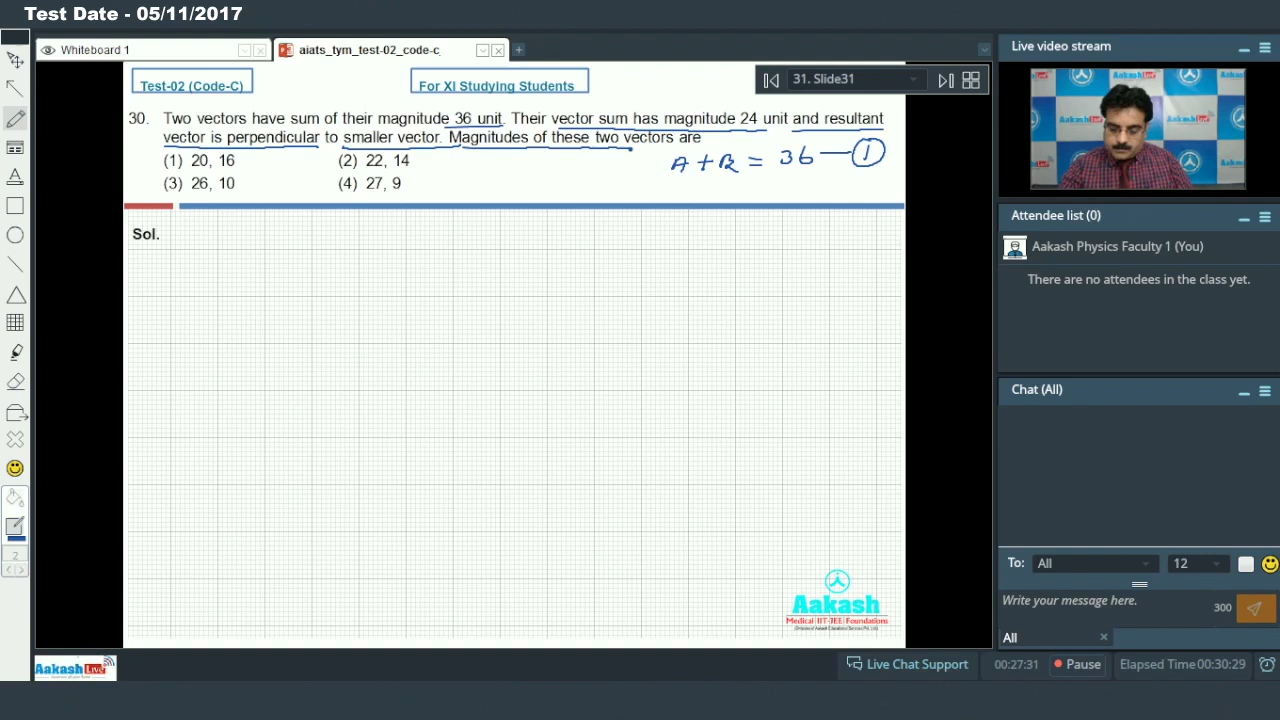 Test Date - 05/11/2017
Whiteboard 1
aiats_tym_test-02_code-c
Test-02 (Code-C)
For XI Studying Students
31. Slide31
30. Two vectors have sum of their magnitude 36 unit. Their vector sum has magnitude 24 unit and resultant
vector is perpendicular to smaller vector. Magnitudes of these two vectors are
(1) 20, 16 (2) 22, 14
(3) 26, 10 (4) 27, 9
A + B = 36 — 1
Sol.
Aakash
Medical | IIT-JEE | Foundations
2
Aakash Live
Live video stream
Attendee list (0)
Aakash Physics Faculty 1 (You)
There are no attendees in the class yet.
Chat (All)
To: All 12
Write your message here.
300
All
Live Chat Support
00:27:31
Pause
Elapsed Time 00:30:29